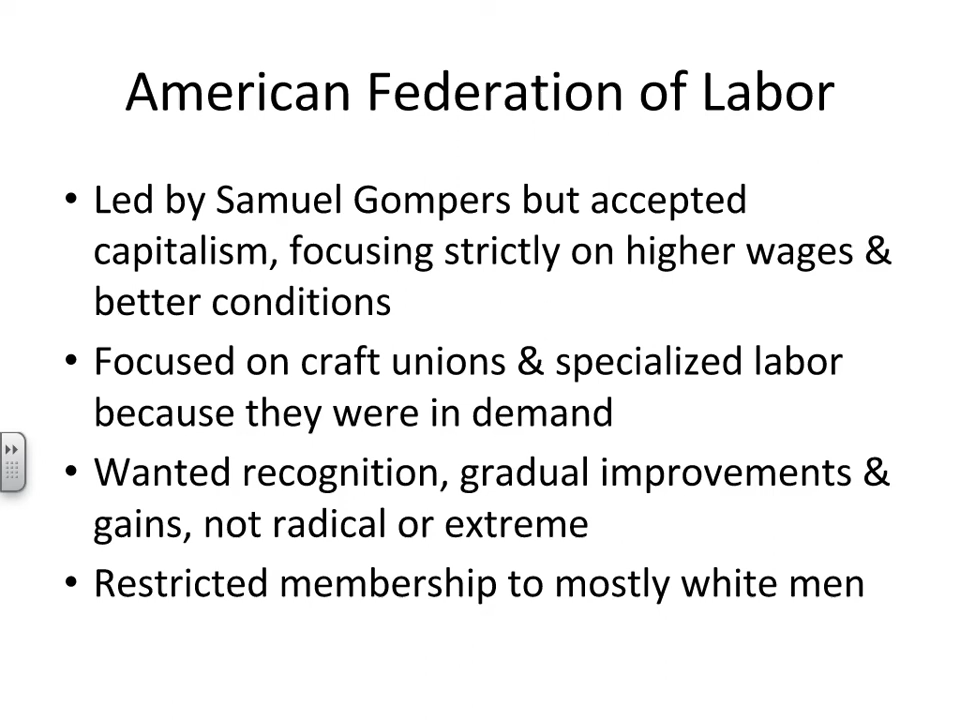 American Federation of Labor
• Led by Samuel Gompers but accepted
capitalism, focusing strictly on higher wages &
better conditions
• Focused on craft unions & specialized labor
because they were in demand
• Wanted recognition, gradual improvements &
gains, not radical or extreme
• Restricted membership to mostly white men